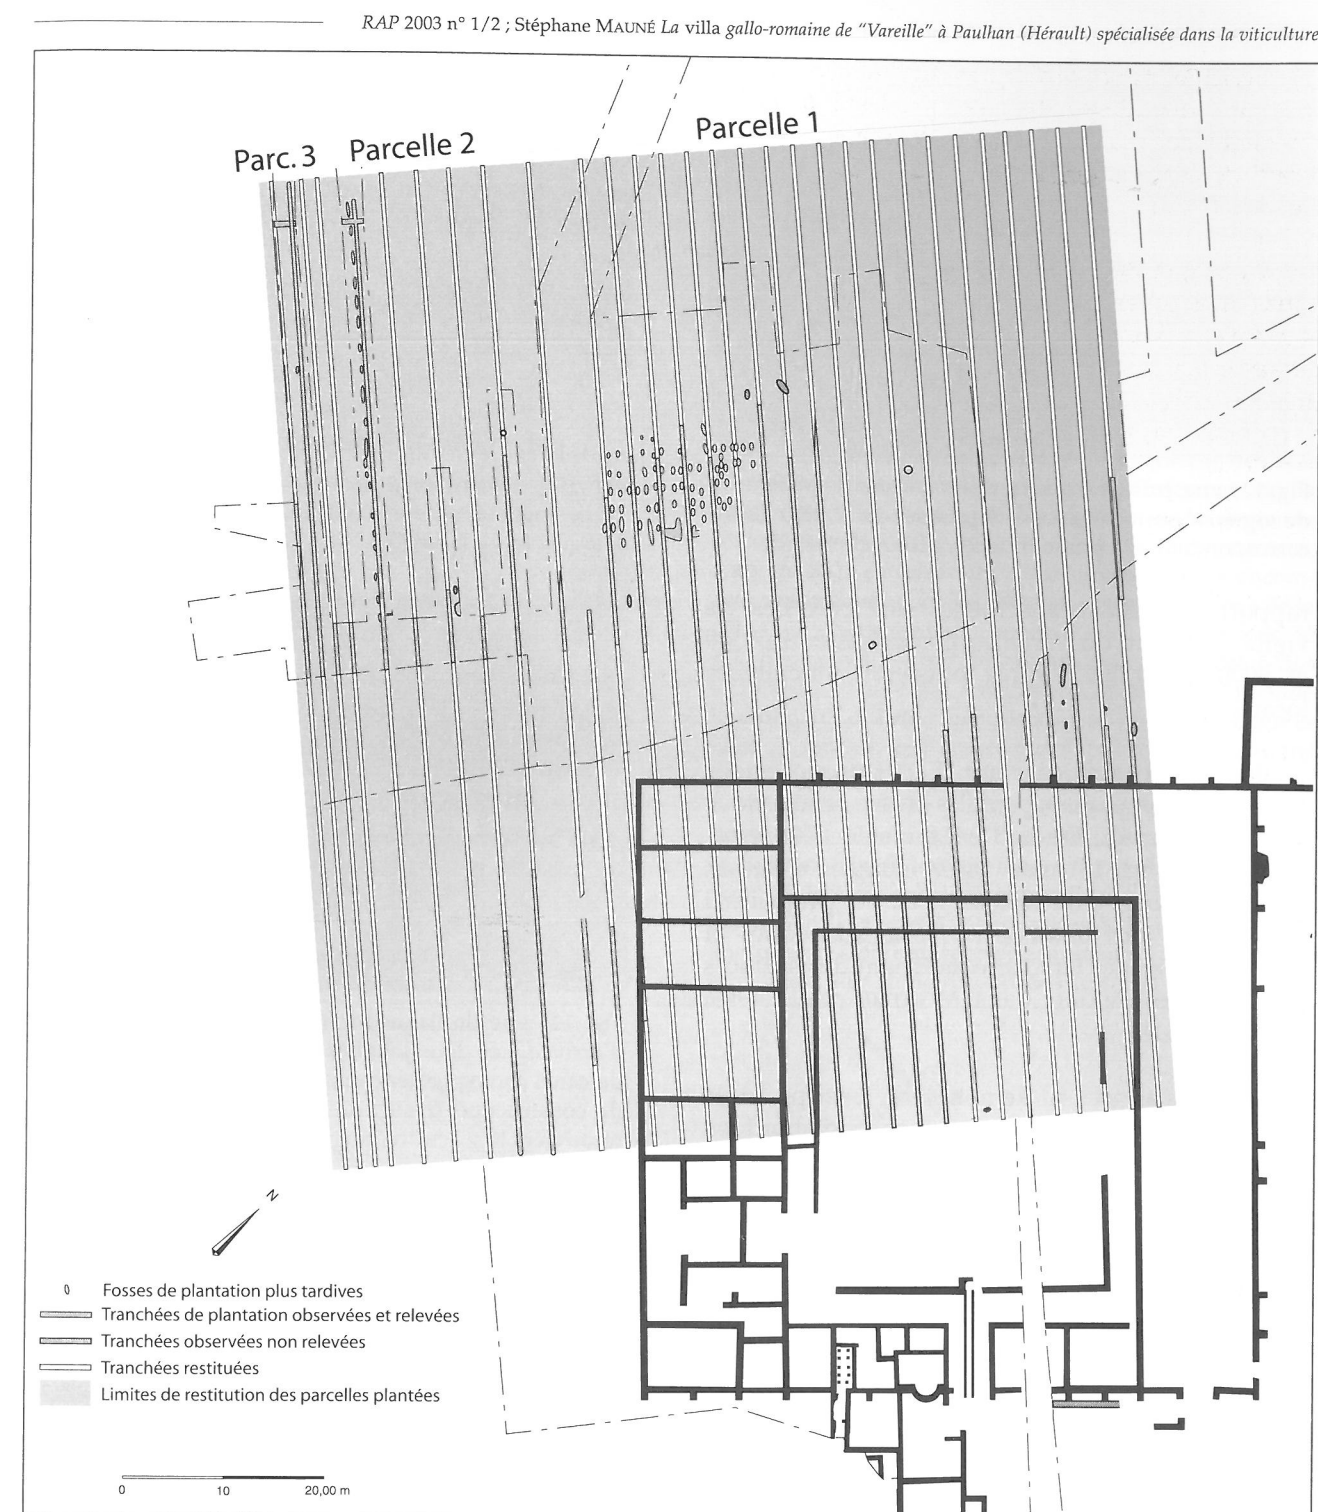 RAP 2003 n° 1/2 ; Stéphane MAUNÉ La villa gallo-romaine de “Vareille” à Paulhan (Hérault) spécialisée dans la viticulture
Parc. 3
Parcelle 2
Parcelle 1
N
Fosses de plantation plus tardives
Tranchées de plantation observées et relevées
Tranchées observées non relevées
Tranchées restituées
Limites de restitution des parcelles plantées
0 10 20,00 m